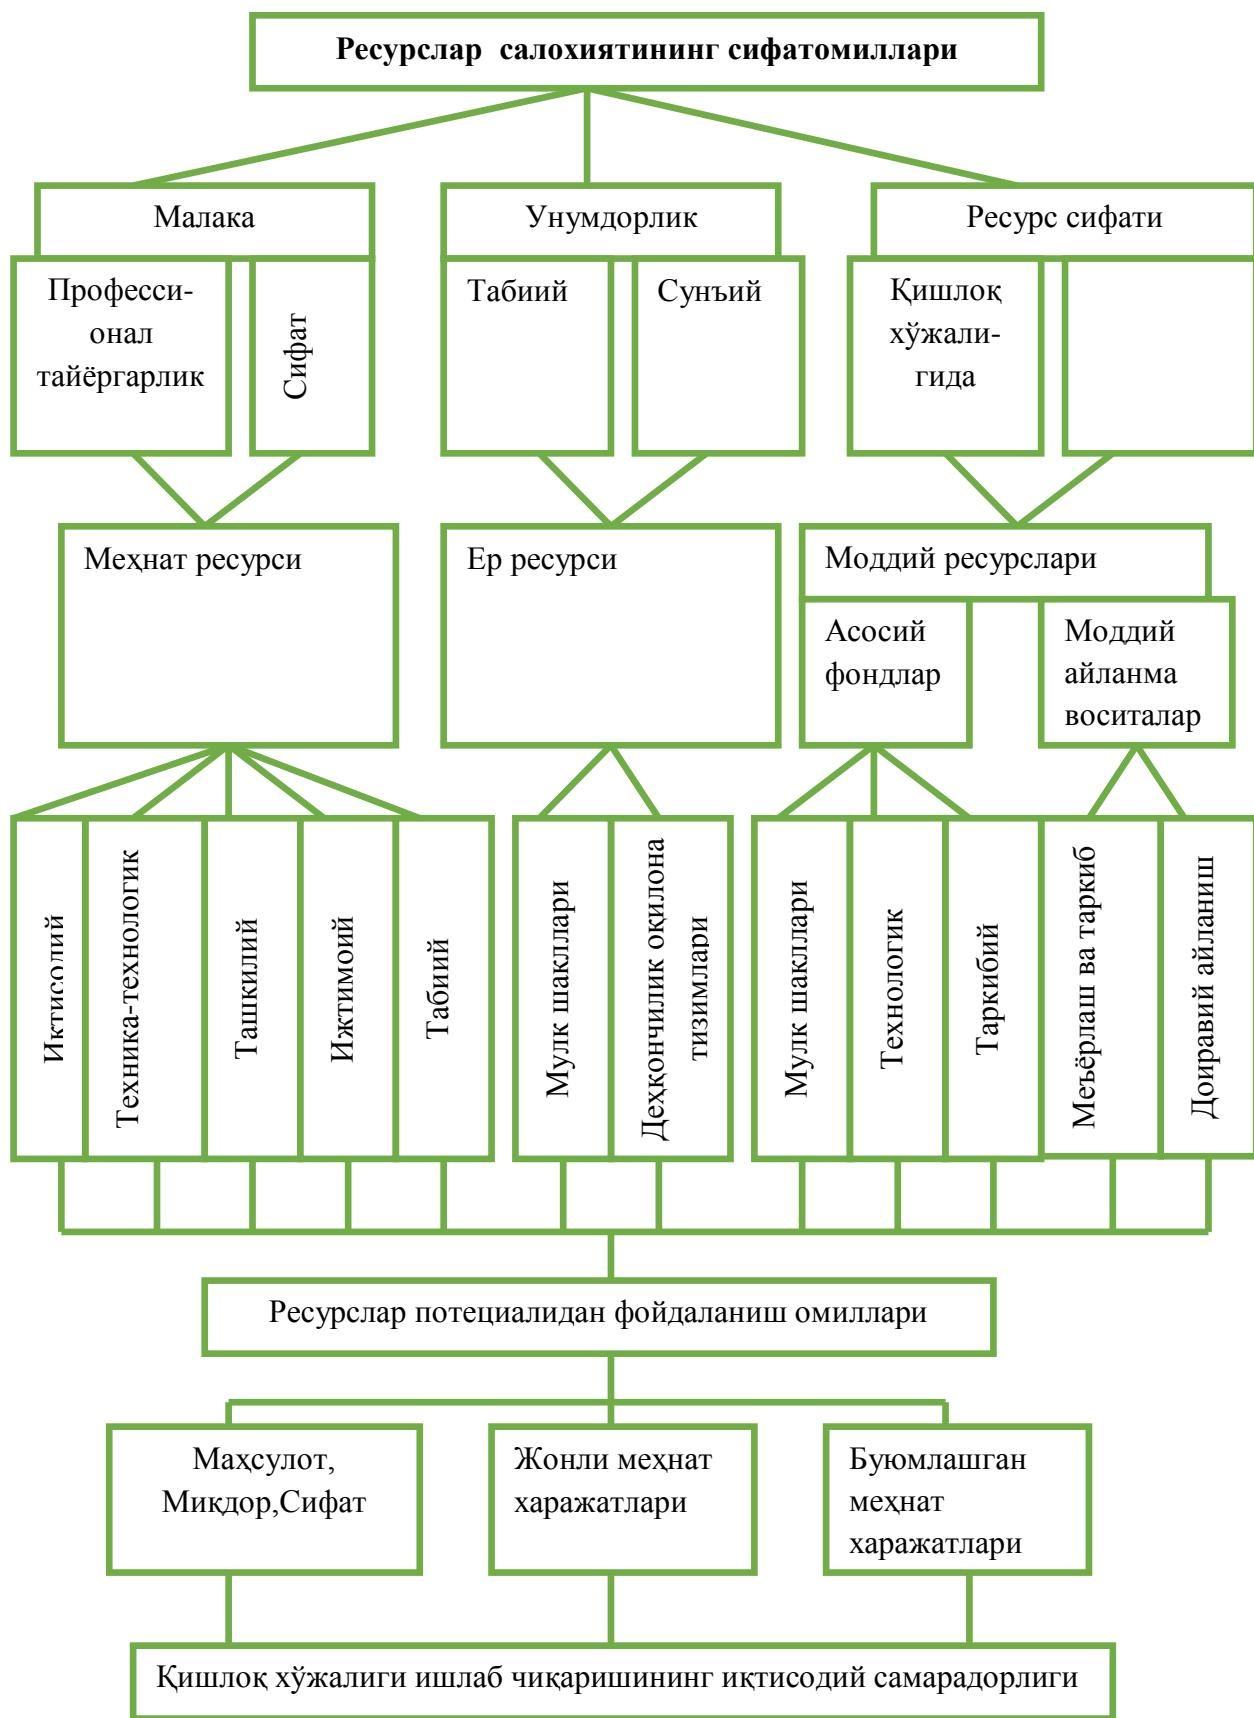 Ресурслар салохиятининг сифатомиллари
Малака
Унумдорлик
Ресурс сифати
Професси-
онал
тайёргарлик
Сифат
Табиий
Сунъий
Қишлоқ
хўжали-
гида
Меҳнат ресурси
Ер ресурси
Моддий ресурслари
Асосий
фондлар
Моддий
айланма
воситалар
Иқтисодий
Техника-технологик
Ташкилий
Ижтимоий
Табиий
Мулк шакллари
Деҳқончилик оқилона
тизимлари
Мулк шакллари
Технологик
Таркибий
Меъёрлаш ва таркиб
Доиравий айланиш
Ресурслар потециалидан фойдаланиш омиллари
Маҳсулот,
Миқдор,Сифат
Жонли меҳнат
харажатлари
Буюмлашган
меҳнат
харажатлари
Қишлоқ хўжалиги ишлаб чиқаришининг иқтисодий самарадорлиги